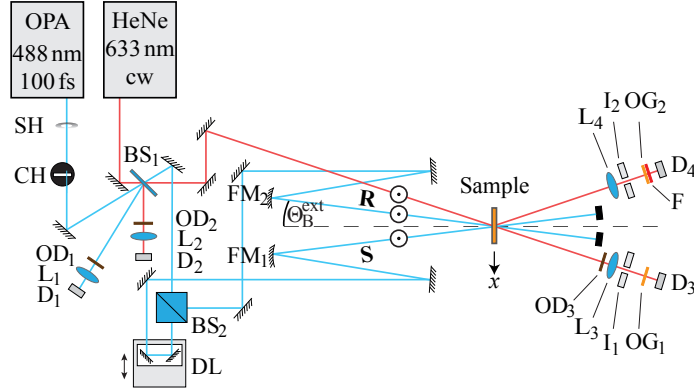 OPA
488 nm
100 fs
HeNe
633 nm
cw
SH
CH
BS1
OD1
L1
D1
OD2
L2
D2
BS2
DL
FM2
FM1
Θ_B^ext
R
S
Sample
x
L4
I2
OG2
D4
F
OD3
L3
I1
OG1
D3